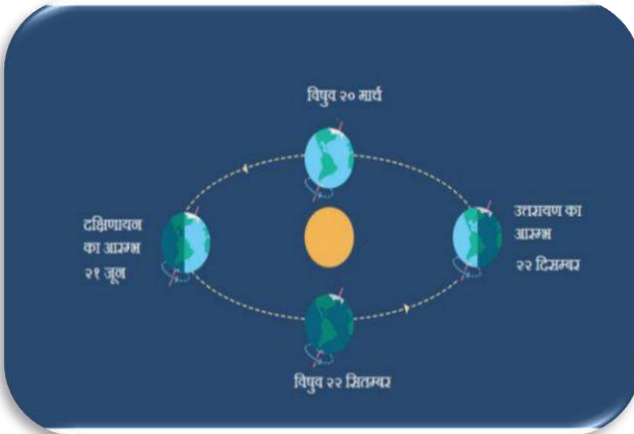 विषुव २० मार्च
दक्षिणायन
का आरम्भ
२१ जून
उत्तरायण का
आरम्भ
२२ दिसम्बर
विषुव २२ सितम्बर